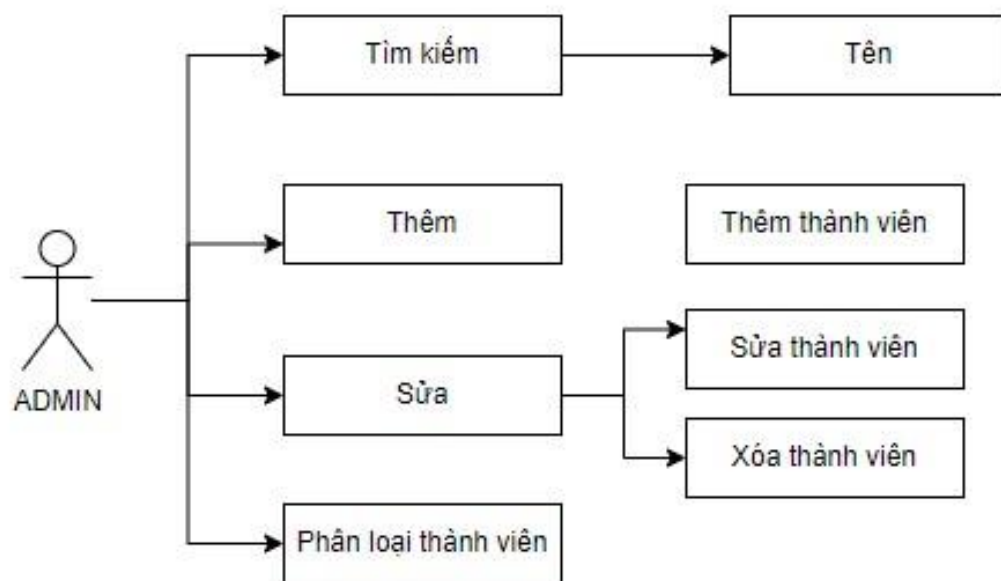 Tìm kiếm
Tên
Thêm
Thêm thành viên
ADMIN
Sửa
Sửa thành viên
Xóa thành viên
Phân loại thành viên